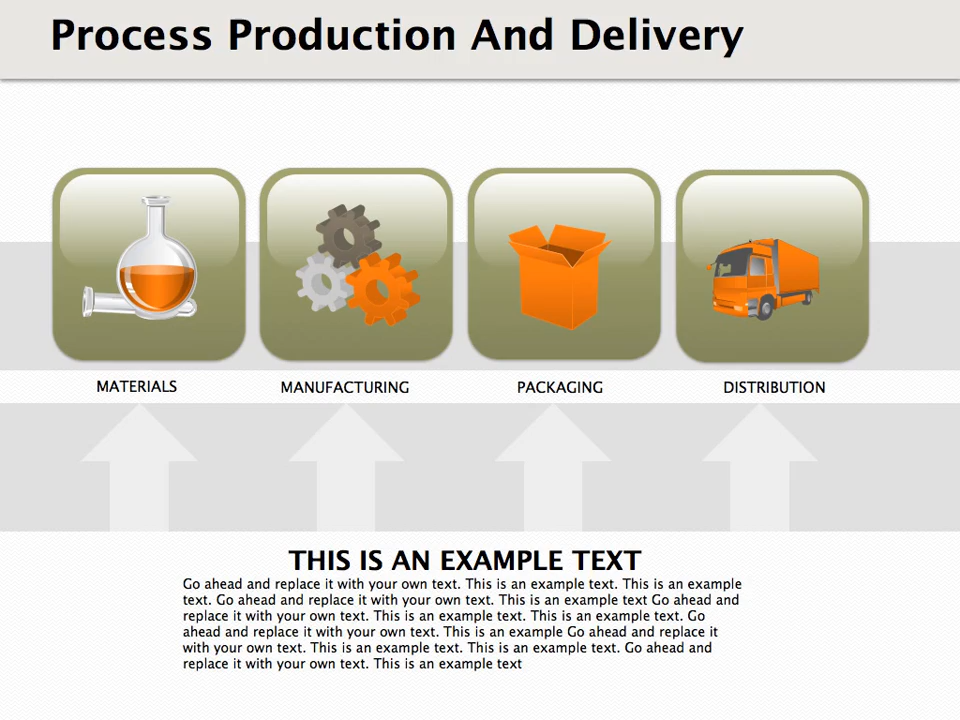 Process Production And Delivery
MATERIALS
MANUFACTURING
PACKAGING
DISTRIBUTION
THIS IS AN EXAMPLE TEXT
Go ahead and replace it with your own text. This is an example text. This is an example
text. Go ahead and replace it with your own text. This is an example text Go ahead and
replace it with your own text. This is an example text. This is an example text. Go
ahead and replace it with your own text. This is an example Go ahead and replace it
with your own text. This is an example text. This is an example text. Go ahead and
replace it with your own text. This is an example text